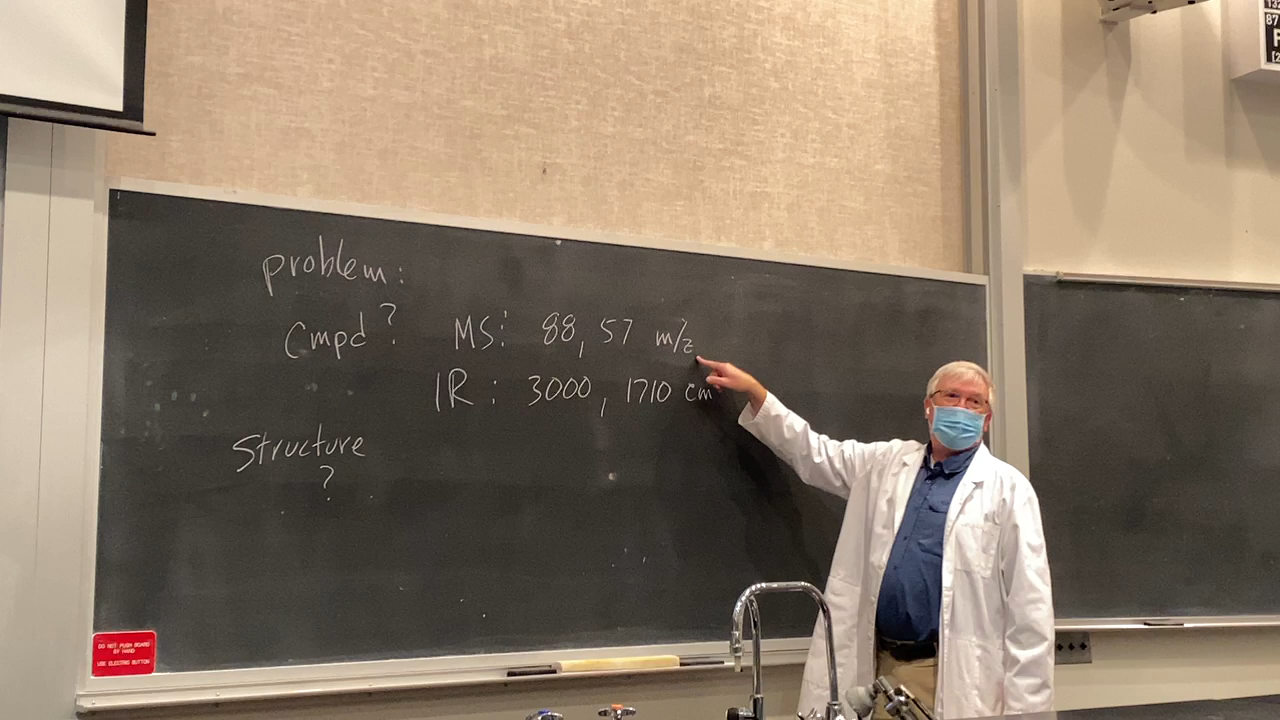 problem:
Cmpd? MS: 88, 57 m/z
IR: 3000, 1710 cm
Structure
?
DO NOT PUSH BOARD
BY HAND
USE ELECTRIC BUTTON
87